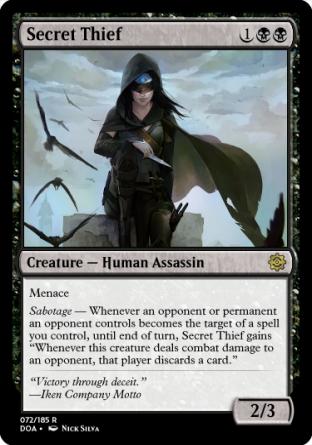 Secret Thief 1
Creature — Human Assassin
Menace
Sabotage — Whenever an opponent or permanent
an opponent controls becomes the target of a spell
you control, until end of turn, Secret Thief gains
“Whenever this creature deals combat damage to
an opponent, that player discards a card.”
“Victory through deceit.”
—Iken Company Motto
2/3
072/185 R
DOA • Nick Silva